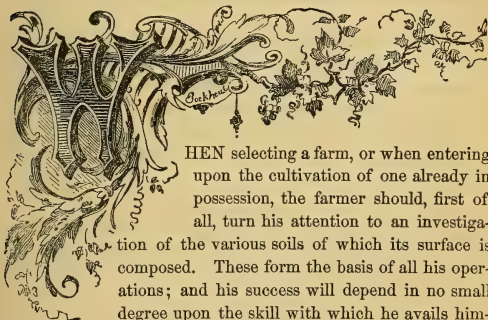 WHEN selecting a farm, or when entering
upon the cultivation of one already in
possession, the farmer should, first of
all, turn his attention to an investiga-
tion of the various soils of which its surface is
composed. These form the basis of all his oper-
ations; and his success will depend in no small
degree upon the skill with which he avails him-